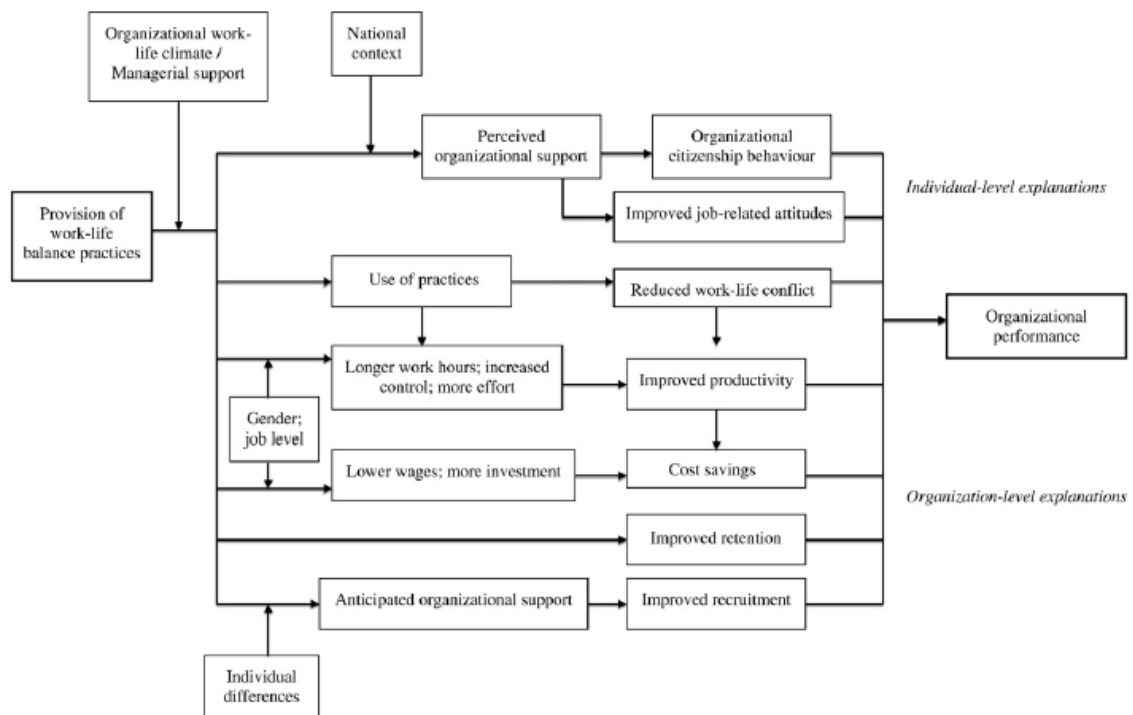 Organizational work-
life climate /
Managerial support
National
context
Perceived
organizational support
Organizational
citizenship behaviour
Individual-level explanations
Provision of
work-life
balance practices
Improved job-related attitudes
Use of practices
Reduced work-life conflict
Organizational
performance
Longer work hours; increased
control; more effort
Improved productivity
Gender;
job level
Lower wages; more investment
Cost savings
Organization-level explanations
Improved retention
Anticipated organizational support
Improved recruitment
Individual
differences